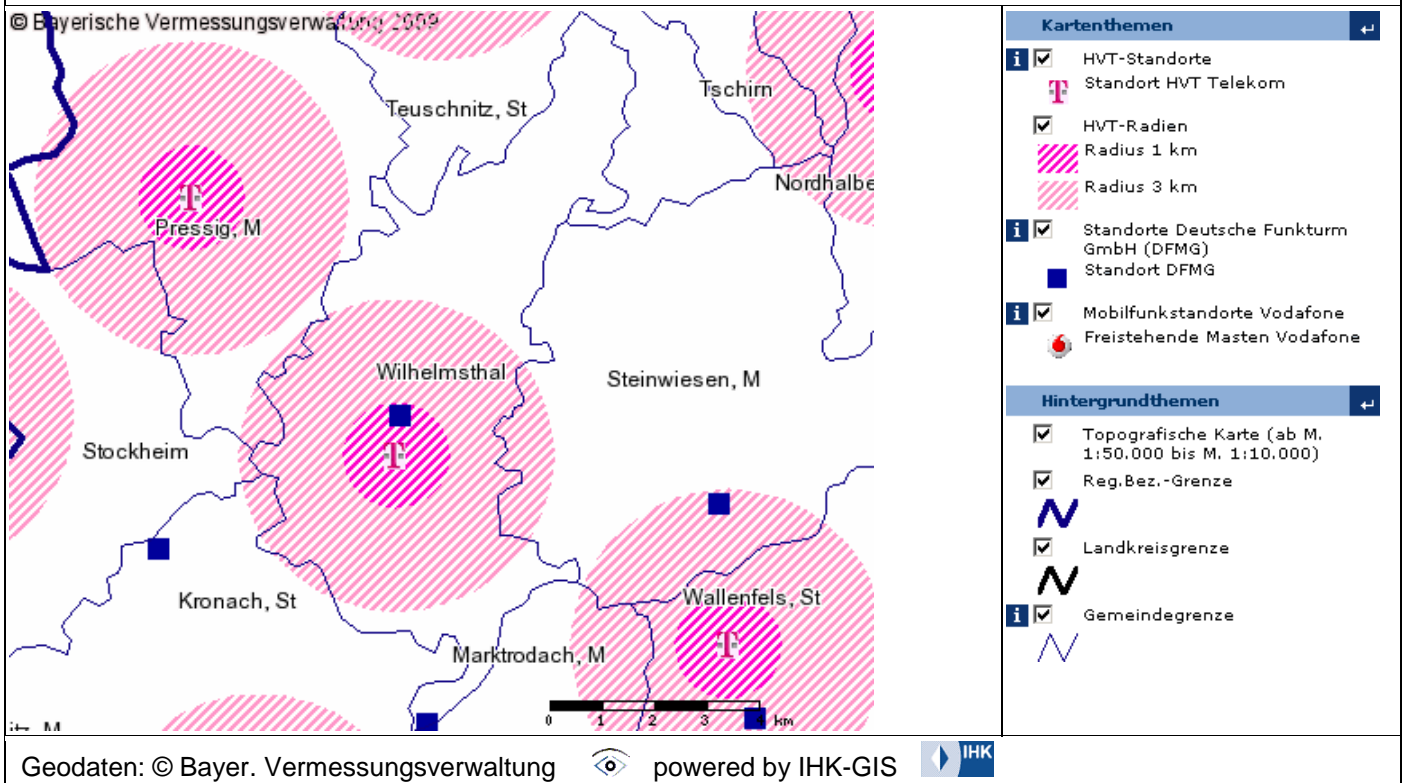 © Bayerische Vermessungsverwaltung 2009
Teuschnitz, St
Tschirn
Nordhalbe
Pressig, M
Wilhelmsthal
Steinwiesen, M
Stockheim
Kronach, St
Wallenfels, St
Marktrodach, M
itz, M
0 1 2 3 4 km
Kartenthemen
HVT-Standorte
Standort HVT Telekom
HVT-Radien
Radius 1 km
Radius 3 km
Standorte Deutsche Funkturm
GmbH (DFMG)
Standort DFMG
Mobilfunkstandorte Vodafone
Freistehende Masten Vodafone
Hintergrundthemen
Topografische Karte (ab M.
1:50.000 bis M. 1:10.000)
Reg.Bez.-Grenze
Landkreisgrenze
Gemeindegrenze
Geodaten: © Bayer. Vermessungsverwaltung powered by IHK-GIS IHK